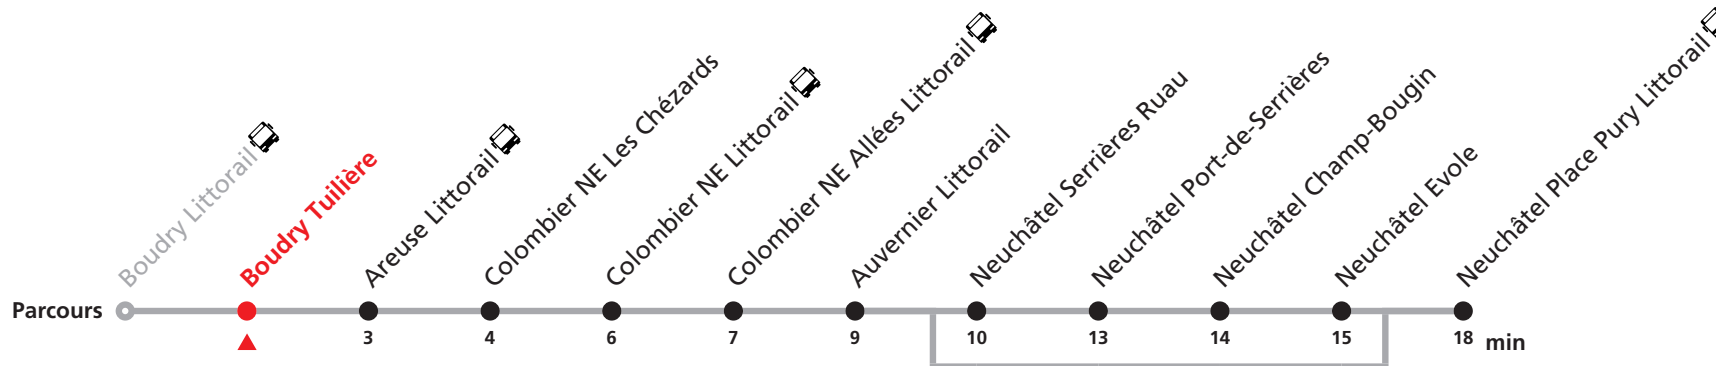 Boudry Littorail
Boudry Tuilière
Areuse Littorail
Colombier NE Les Chézards
Colombier NE Littorail
Colombier NE Allées Littorail
Auvernier Littorail
Neuchâtel Serrières Ruau
Neuchâtel Port-de-Serrières
Neuchâtel Champ-Bougin
Neuchâtel Evole
Neuchâtel Place Pury Littorail
Parcours
3 4 6 7 9 10 13 14 15 18 min